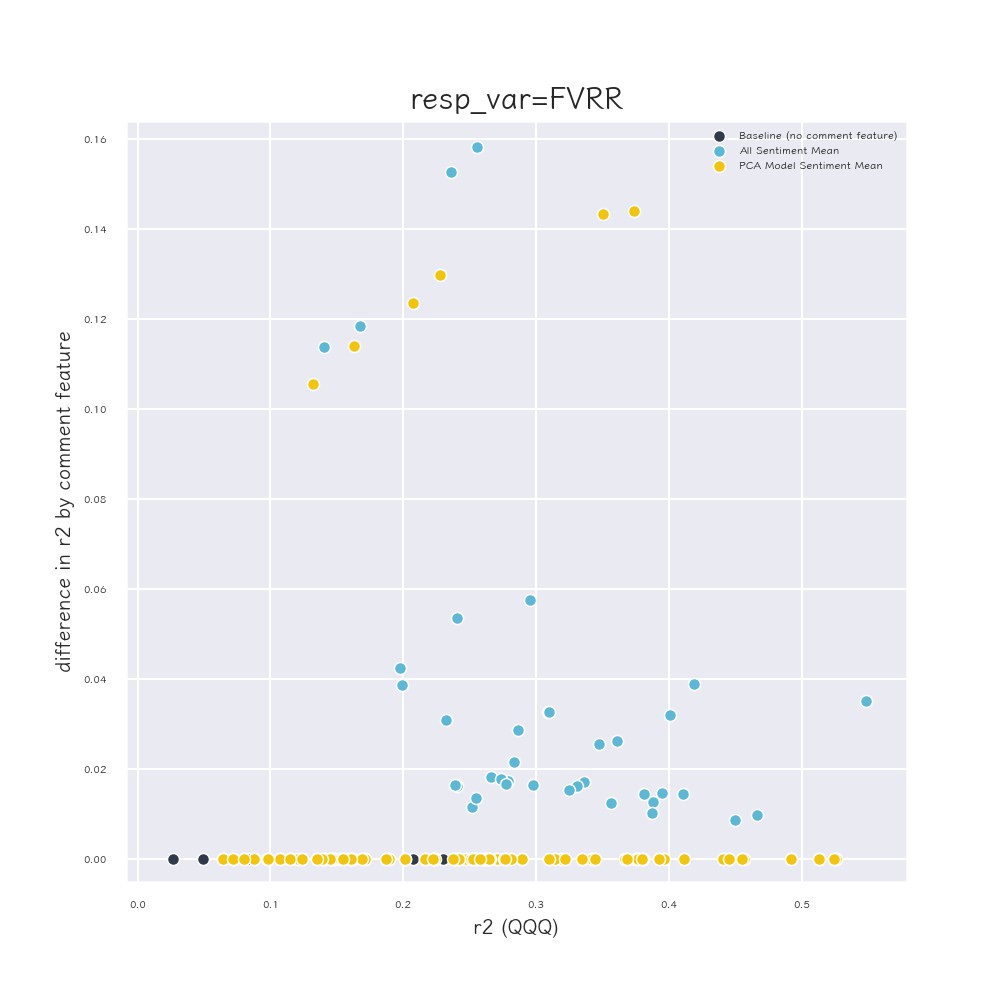 resp_var=FVRR
Baseline (no comment feature)
All Sentiment Mean
PCA Model Sentiment Mean
difference in r2 by comment feature
0.16
0.14
0.12
0.10
0.08
0.06
0.04
0.02
0.00
0.0 0.1 0.2 0.3 0.4 0.5
r2 (QQQ)